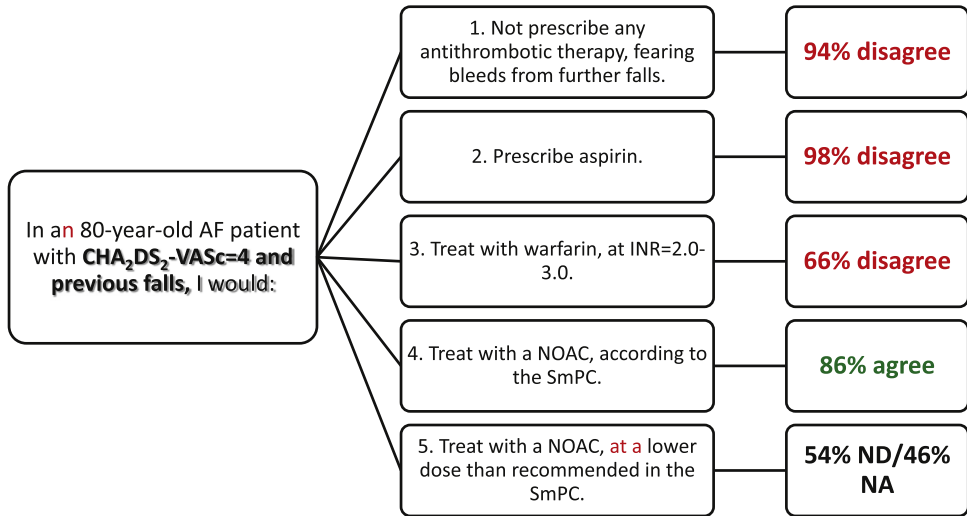 In an 80-year-old AF patient
with CHA₂DS₂-VASc=4 and
previous falls, I would:
1. Not prescribe any
antithrombotic therapy, fearing
bleeds from further falls.
94% disagree
2. Prescribe aspirin.
98% disagree
3. Treat with warfarin, at INR=2.0-
3.0.
66% disagree
4. Treat with a NOAC, according to
the SmPC.
86% agree
5. Treat with a NOAC, at a lower
dose than recommended in the
SmPC.
54% ND/46%
NA